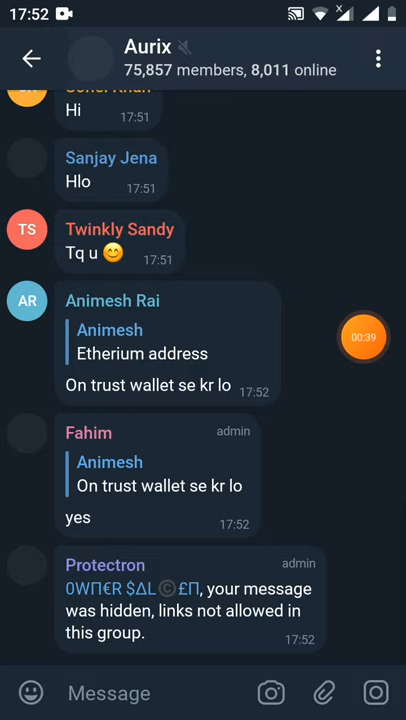 17:52
Aurix
75,857 members, 8,011 online
Hi
17:51
Sanjay Jena
Hlo
17:51
TS
Twinkly Sandy
Tq u 😊
17:51
AR
Animesh Rai
Animesh
Etherium address
On trust wallet se kr lo
17:52
00:39
Fahim
admin
Animesh
On trust wallet se kr lo
yes
17:52
Protectron
admin
0WΠ€R $ΔL©️£Π, your message
was hidden, links not allowed in
this group.
17:52
Message